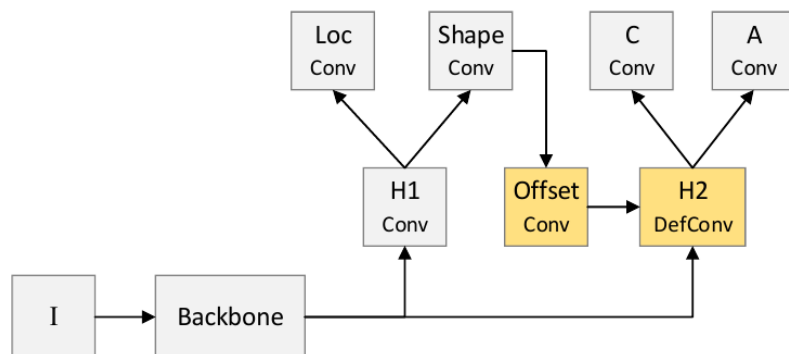 Loc
Conv
Shape
Conv
C
Conv
A
Conv
H1
Conv
Offset
Conv
H2
DefConv
I
Backbone